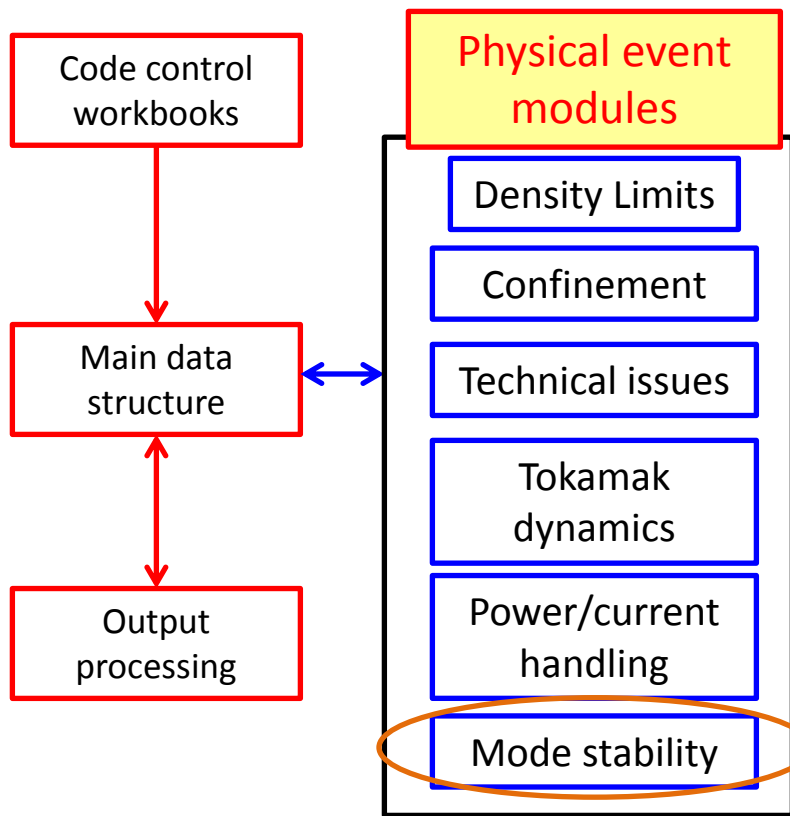 Code control
workbooks
Main data
structure
Output
processing
Physical event
modules
Density Limits
Confinement
Technical issues
Tokamak
dynamics
Power/current
handling
Mode stability